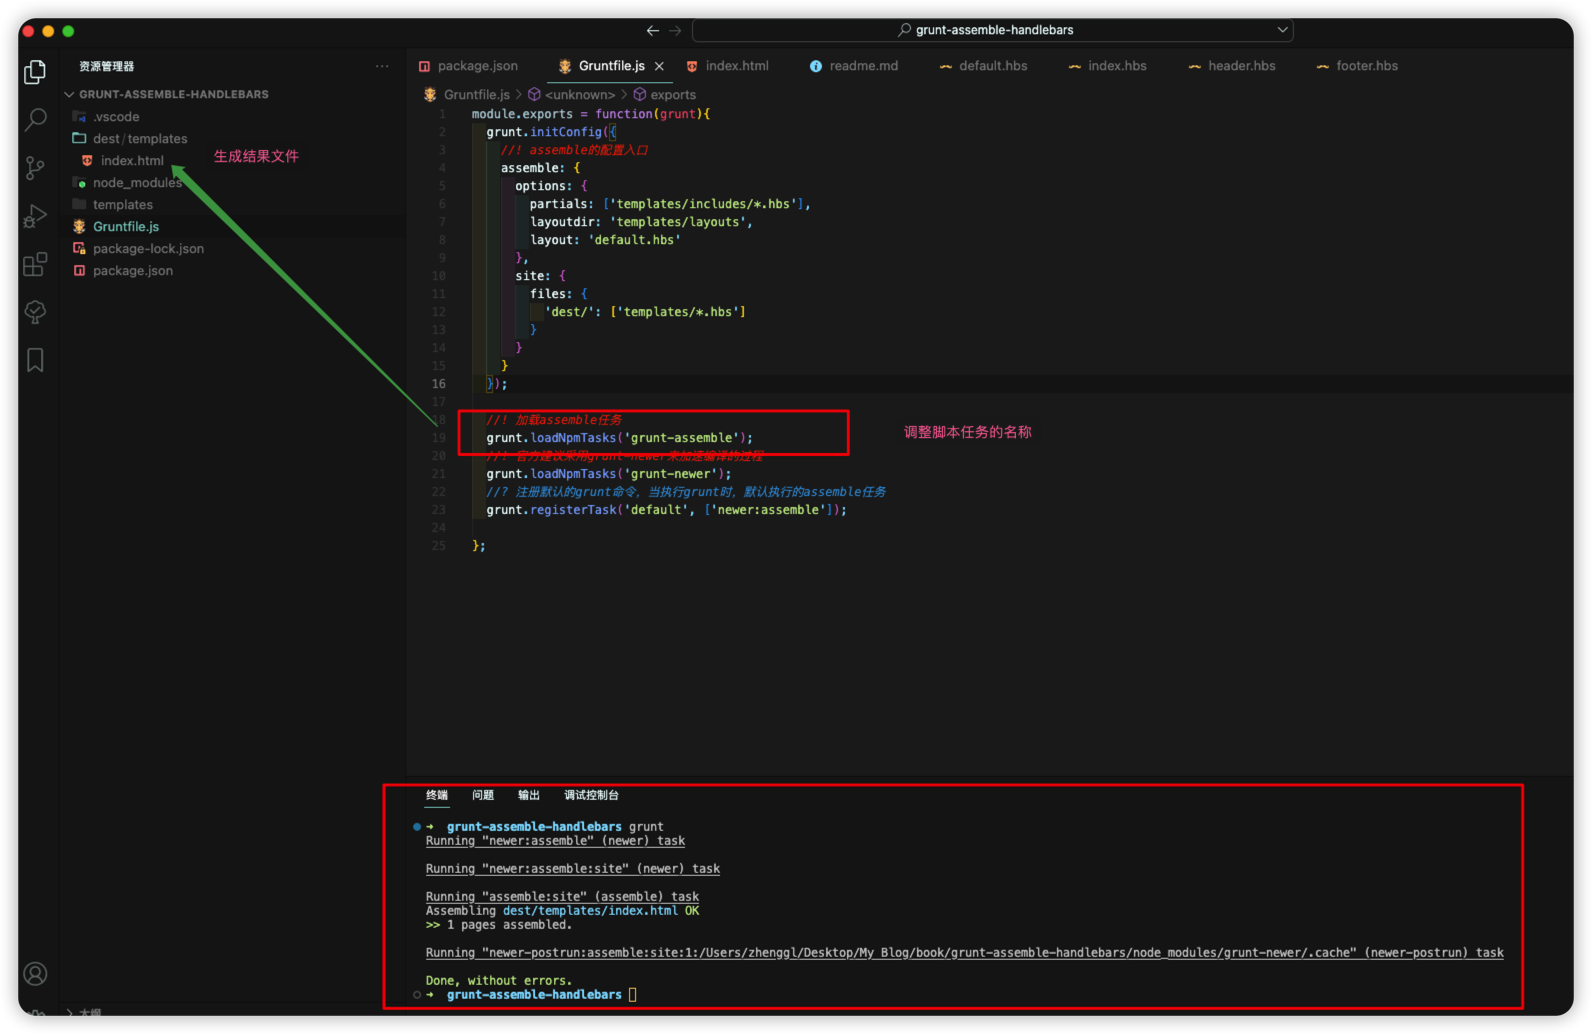 grunt-assemble-handlebars
资源管理器
GRUNT-ASSEMBLE-HANDLEBARS
.vscode
dest/templates
index.html
生成结果文件
node_modules
templates
Gruntfile.js
package-lock.json
package.json
package.json Gruntfile.js index.html readme.md default.hbs index.hbs header.hbs footer.hbs
Gruntfile.js > <unknown> > exports
1 module.exports = function(grunt){
2 grunt.initConfig({
3 //! assemble的配置入口
4 assemble: {
5 options: {
6 partials: ['templates/includes/*.hbs'],
7 layoutdir: 'templates/layouts',
8 layout: 'default.hbs'
9 },
10 site: {
11 files: {
12 'dest/': ['templates/*.hbs']
13 }
14 }
15 }
16 });
17
18 //! 加载assemble任务
19 grunt.loadNpmTasks('grunt-assemble');
调整脚本任务的名称
20 //! 官方建议采用grunt-newer来加速编译的过程
21 grunt.loadNpmTasks('grunt-newer');
22 //? 注册默认的grunt命令，当执行grunt时，默认执行的assemble任务
23 grunt.registerTask('default', ['newer:assemble']);
24
25 };
终端 问题 输出 调试控制台
➜ grunt-assemble-handlebars grunt
Running "newer:assemble" (newer) task
Running "newer:assemble:site" (newer) task
Running "assemble:site" (assemble) task
Assembling dest/templates/index.html OK
>> 1 pages assembled.
Running "newer-postrun:assemble:site:1:/Users/zhenggl/Desktop/My Blog/book/grunt-assemble-handlebars/node_modules/grunt-newer/.cache" (newer-postrun) task
Done, without errors.
➜ grunt-assemble-handlebars